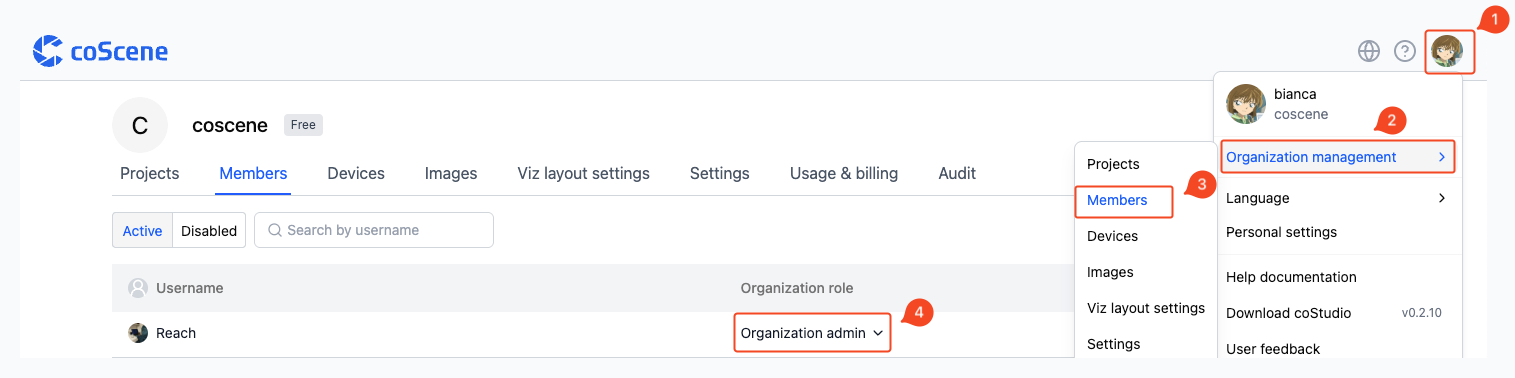 1
coScene
bianca
coscene
C
coscene
Free
2
Organization management
Projects
Members
Devices
Images
Viz layout settings
Settings
Usage & billing
Audit
Projects
3
Members
Devices
Images
Viz layout settings
Settings
Language
Personal settings
Help documentation
Download coStudio v0.2.10
User feedback
Active
Disabled
Search by username
Username
Organization role
4
Reach
Organization admin